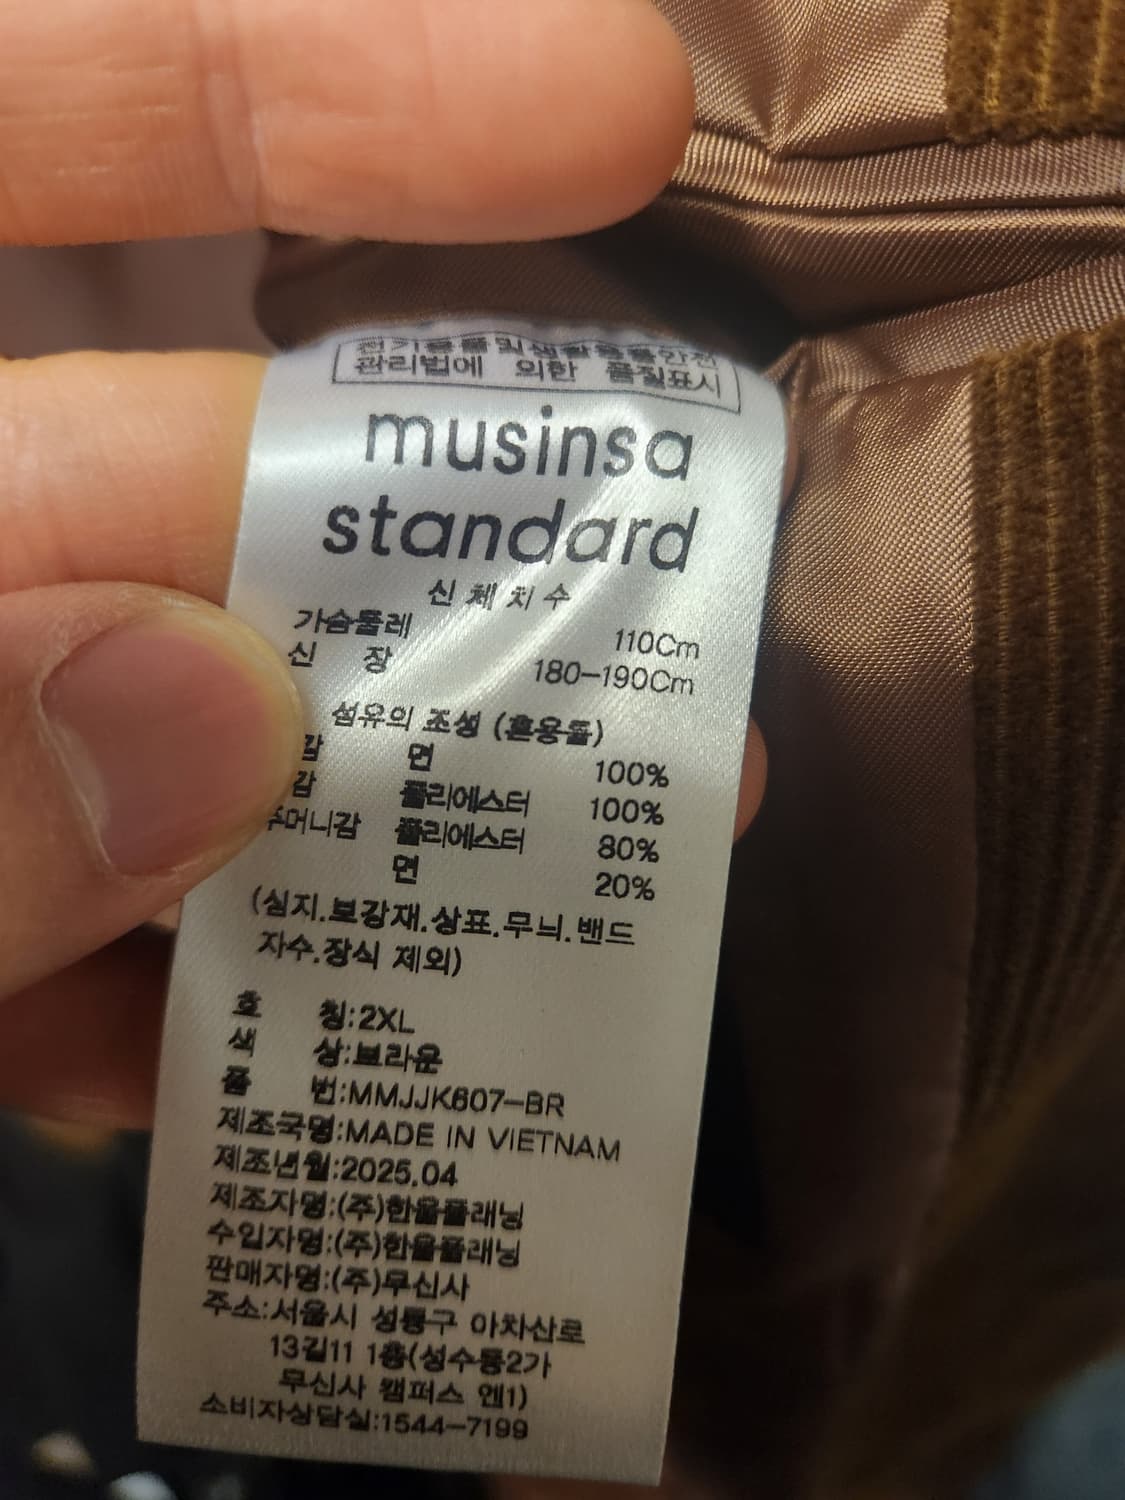 전기용품및생활용품안전
관리법에 의한 품질표시
musinsa
standard
신체치수
가슴둘레 110Cm
신 장 180-190Cm
섬유의 조성 (혼용률)
감 면 100%
감 폴리에스터 100%
주머니감 폴리에스터 80%
면 20%
(심지.보강재.상표.무늬.밴드
자수.장식 제외)
호 칭:2XL
색 상:브라운
품 번:MMJJK607-BR
제조국명:MADE IN VIETNAM
제조년월:2025.04
제조자명:(주)한울플래닝
수입자명:(주)한울플래닝
판매자명:(주)무신사
주소:서울시 성동구 아차산로
13길11 1층(성수동2가
무신사 캠퍼스 엔1)
소비자상담실:1544-7199